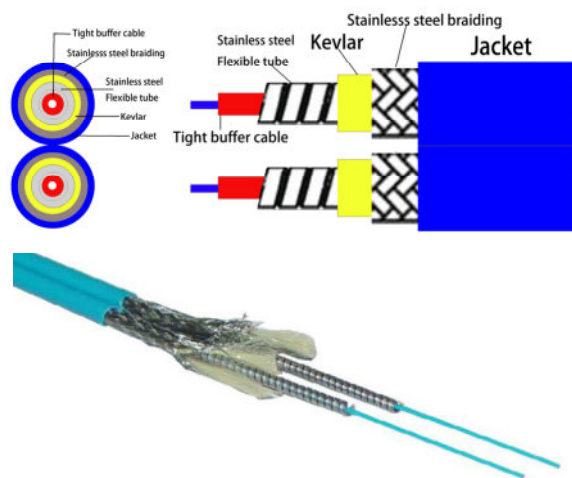 Tight buffer cable
Stainlesss steel braiding
Stainless steel
Flexible tube
Kevlar
Jacket
Stainless steel
Flexible tube
Kevlar
Stainlesss steel braiding
Jacket
Tight buffer cable